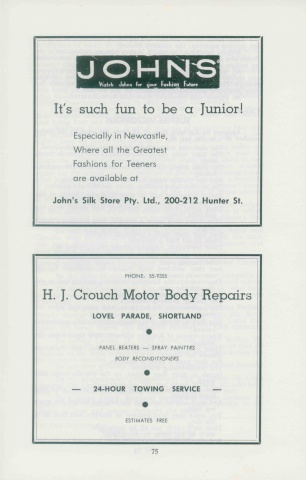 JOHNS
Watch Johns for your Fashion Future
It's such fun to be a Junior!
Especially in Newcastle,
Where all the Greatest
Fashions for Teeners
are available at
John's Silk Store Pty. Ltd., 200-212 Hunter St.
PHONE:
H. J. Crouch Motor Body Repairs
LOVEL PARADE, SHORTLAND
PANEL BEATERS — SPRAY PAINTERS
BODY RECONDITIONERS
— 24-HOUR TOWING SERVICE —
ESTIMATES FREE
75